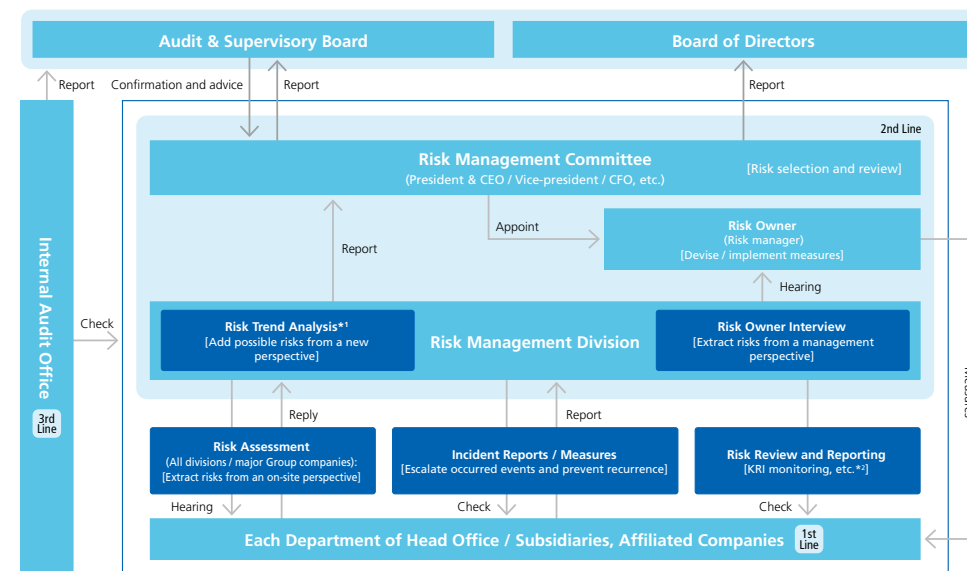 Audit & Supervisory Board
Board of Directors
Report
Confirmation and advice
Report
Report
2nd Line
Risk Management Committee
(President & CEO / Vice-president / CFO, etc.)
[Risk selection and review]
Appoint
Risk Owner
(Risk manager)
[Devise / implement measures]
Report
Hearing
Internal Audit Office
3rd
Line
Check
Risk Trend Analysis*1
[Add possible risks from a new
perspective]
Risk Management Division
Risk Owner Interview
[Extract risks from a management
perspective]
Measures
Reply
Report
Risk Assessment
(All divisions / major Group companies):
[Extract risks from an on-site perspective]
Incident Reports / Measures
[Escalate occurred events and prevent recurrence]
Risk Review and Reporting
[KRI monitoring, etc.*2]
Hearing
Check
Check
Each Department of Head Office / Subsidiaries, Affiliated Companies
1st
Line